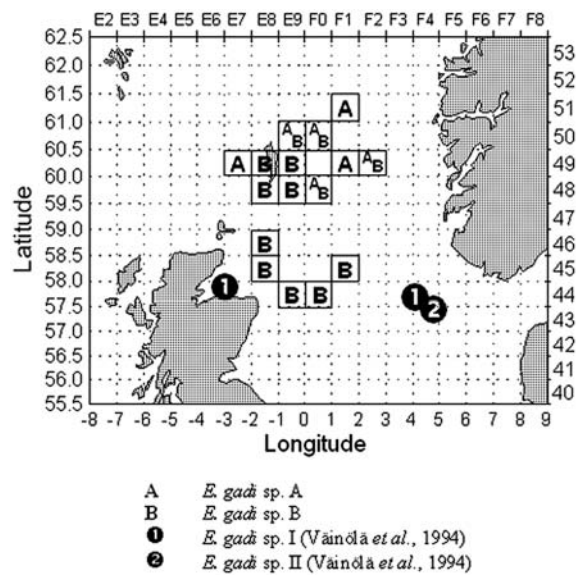 E2 E3 E4 E5 E6 E7 E8 E9 F0 F1 F2 F3 F4 F5 F6 F7 F8
62.5
62.0
61.5
61.0
60.5
60.0
59.5
59.0
58.5
58.0
57.5
57.0
56.5
56.0
55.5
Latitude
53
52
51
50
49
48
47
46
45
44
43
42
41
40
A
A B A B
A B B A A B
B B A B
B
B B
B B
1 1
2
-8 -7 -6 -5 -4 -3 -2 -1 0 1 2 3 4 5 6 7 8 9
Longitude
A E. gadi sp. A
B E. gadi sp. B
❶ E. gadi sp. I (Väinölä et al., 1994)
❷ E. gadi sp. II (Väinölä et al., 1994)